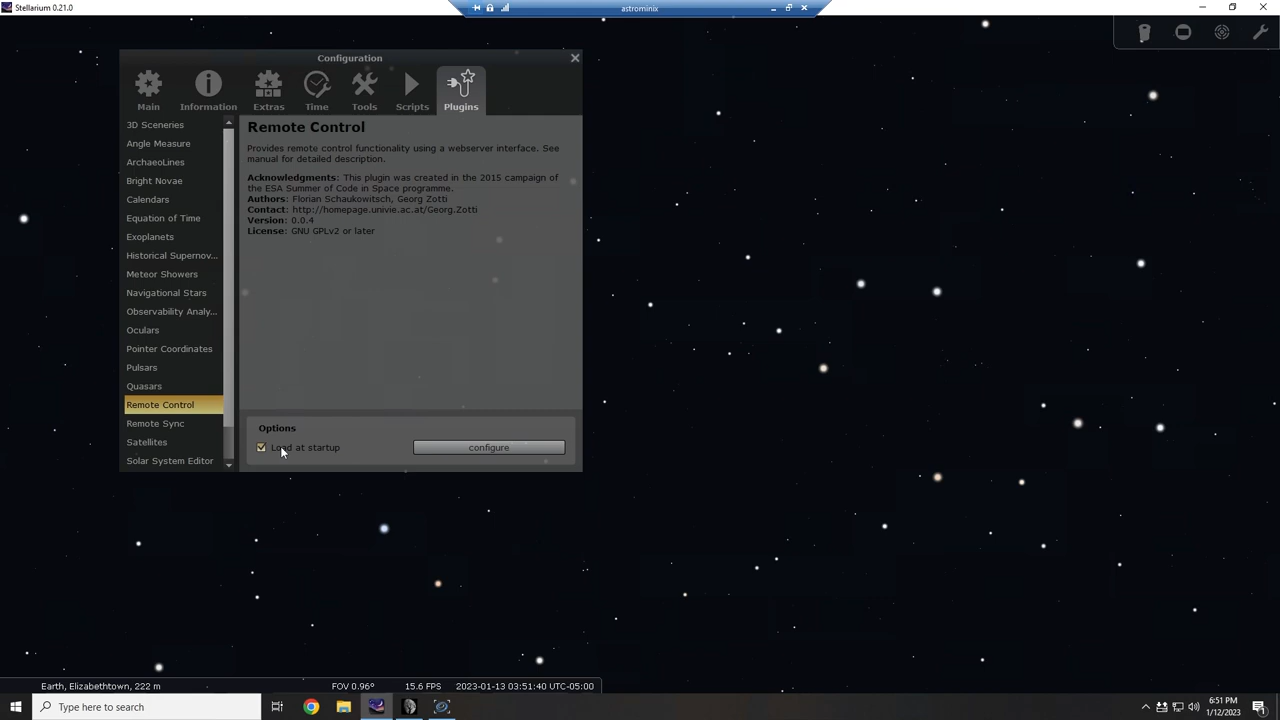 Stellarium 0.21.0
astrominix
Configuration
Main
Information
Extras
Time
Tools
Scripts
Plugins
3D Sceneries
Angle Measure
ArchaeoLines
Bright Novae
Calendars
Equation of Time
Exoplanets
Historical Supernov...
Meteor Showers
Navigational Stars
Observability Analy...
Oculars
Pointer Coordinates
Pulsars
Quasars
Remote Control
Remote Sync
Satellites
Solar System Editor
Remote Control
Provides remote control functionality using a webserver interface. See
manual for detailed description.
Acknowledgments: This plugin was created in the 2015 campaign of
the ESA Summer of Code in Space programme.
Authors: Florian Schaukowitsch, Georg Zotti
Contact: http://homepage.univie.ac.at/Georg.Zotti
Version: 0.0.4
License: GNU GPLv2 or later
Options
Load at startup
configure
Earth, Elizabethtown, 222 m
FOV 0.96°
15.6 FPS
2023-01-13 03:51:40 UTC-05:00
Type here to search
6:51 PM
1/12/2023
1